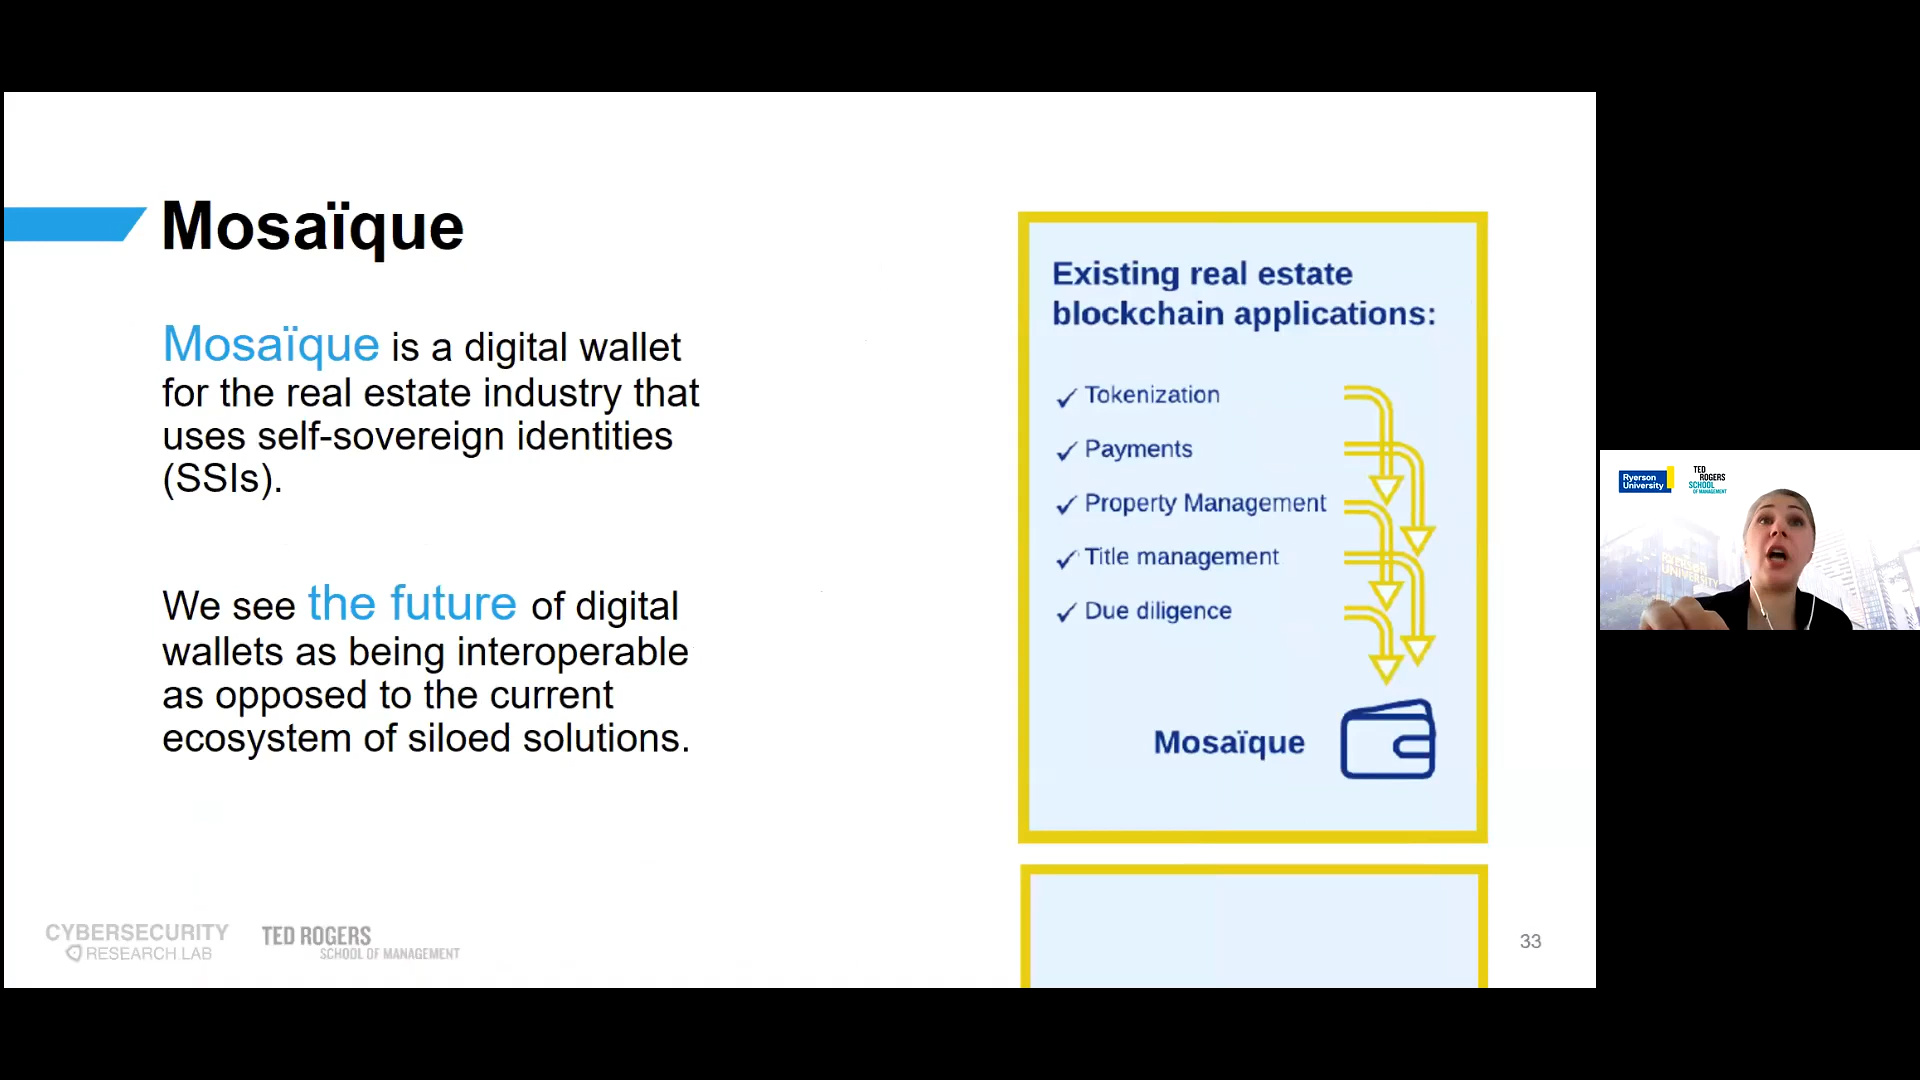 Mosaïque
Mosaïque is a digital wallet
for the real estate industry that
uses self-sovereign identities
(SSIs).
We see the future of digital
wallets as being interoperable
as opposed to the current
ecosystem of siloed solutions.
Existing real estate
blockchain applications:
✓ Tokenization
✓ Payments
✓ Property Management
✓ Title management
✓ Due diligence
Mosaïque
CYBERSECURITY
RESEARCH LAB
TED ROGERS
SCHOOL OF MANAGEMENT
33
Ryerson
University
TED
ROGERS
SCHOOL
OF MANAGEMENT
RYERSON
UNIVERSITY